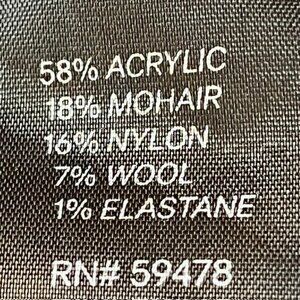 58% ACRYLIC
18% MOHAIR
16% NYLON
7% WOOL
1% ELASTANE
RN# 59478